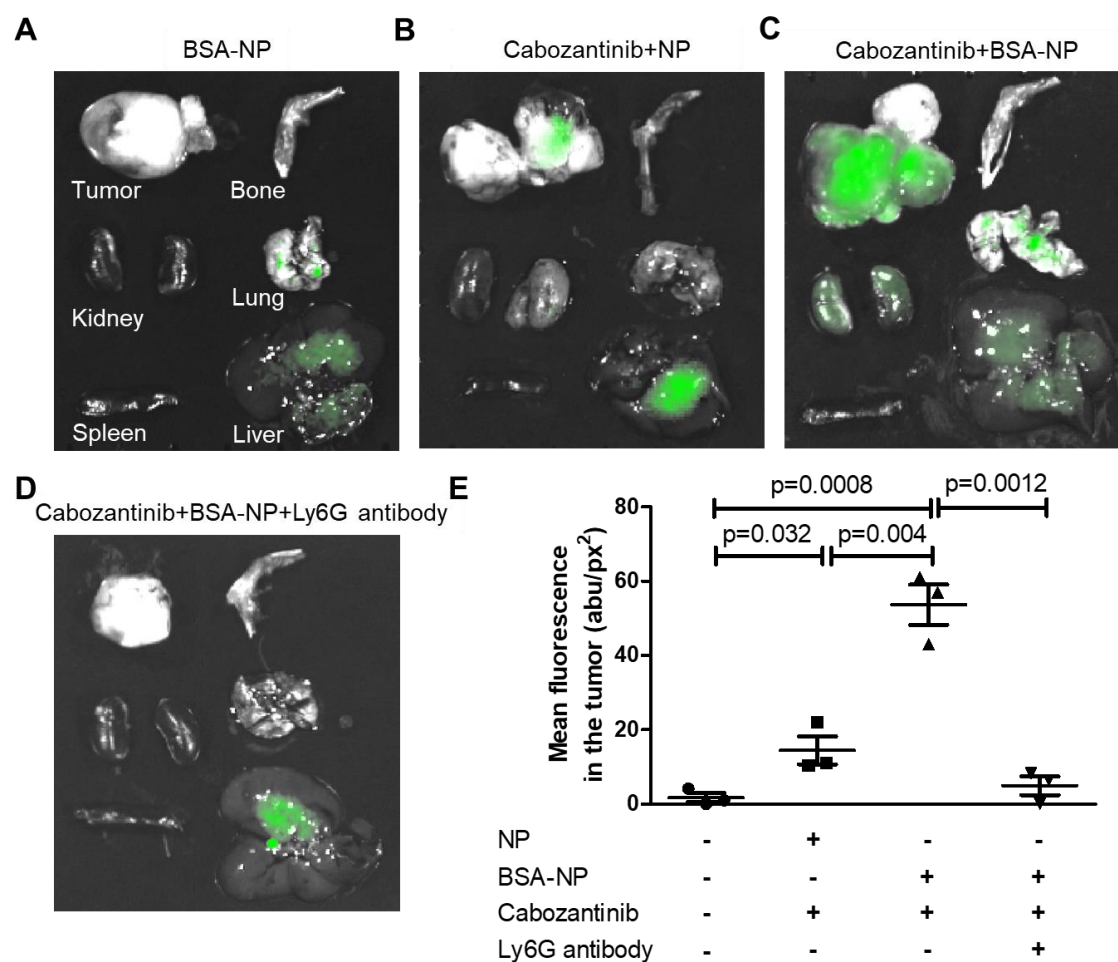 A
BSA-NP
B
Cabozantinib+NP
C
Cabozantinib+BSA-NP
Tumor
Bone
Kidney
Lung
Spleen
Liver
D
Cabozantinib+BSA-NP+Ly6G antibody
E
Mean fluorescence
in the tumor (abu/px²)
80
60
40
20
0
p=0.0008
p=0.0012
p=0.032
p=0.004
NP - + - -
BSA-NP - - + +
Cabozantinib - + + +
Ly6G antibody - - - +